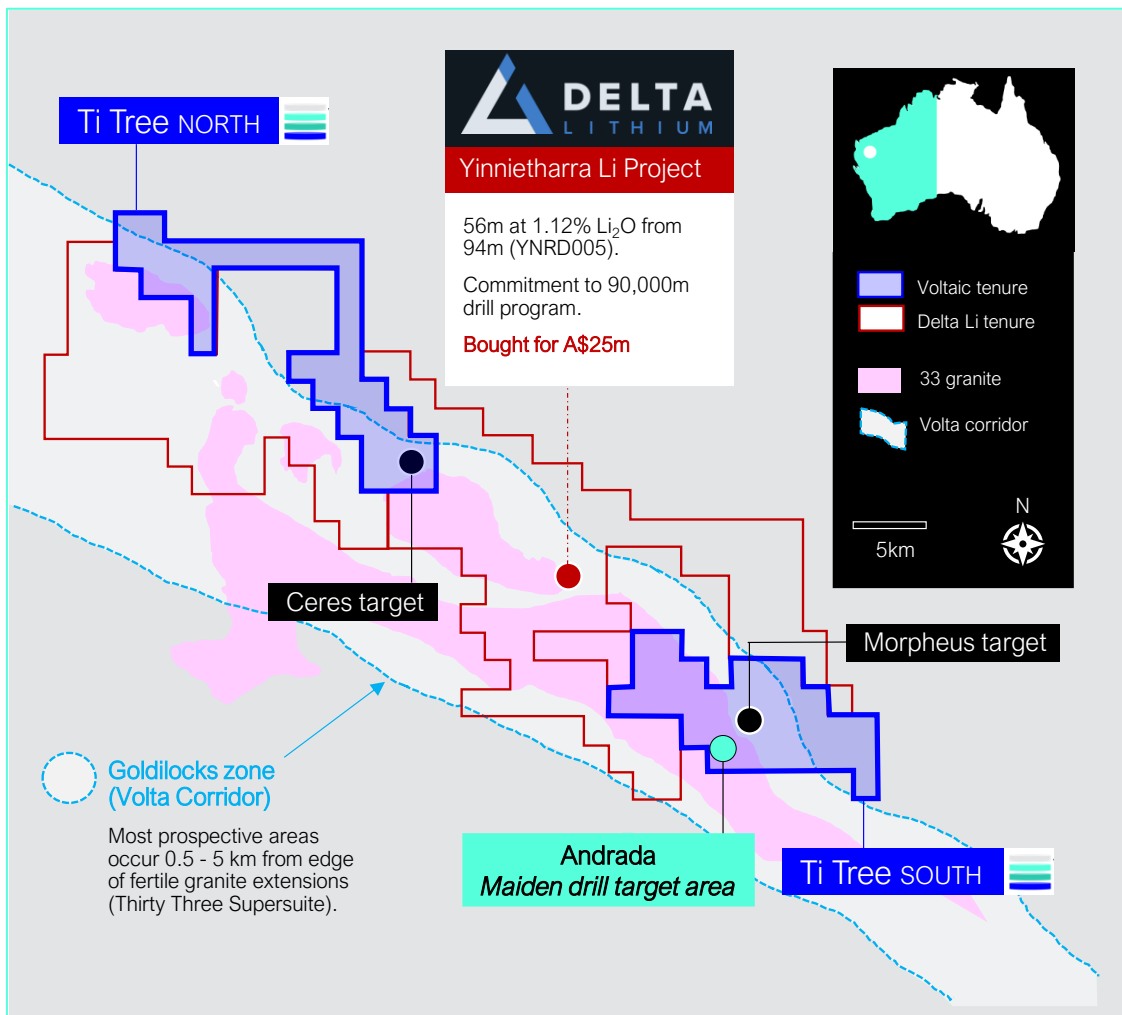 Ti Tree NORTH
DELTA
LITHIUM
Yinnietharra Li Project
56m at 1.12% Li₂O from
94m (YNRD005).
Commitment to 90,000m
drill program.
Bought for A$25m
Voltaic tenure
Delta Li tenure
33 granite
Volta corridor
N
5km
Ceres target
Morpheus target
Goldilocks zone
(Volta Corridor)
Most prospective areas
occur 0.5 - 5 km from edge
of fertile granite extensions
(Thirty Three Supersuite).
Andrada
Maiden drill target area
Ti Tree SOUTH